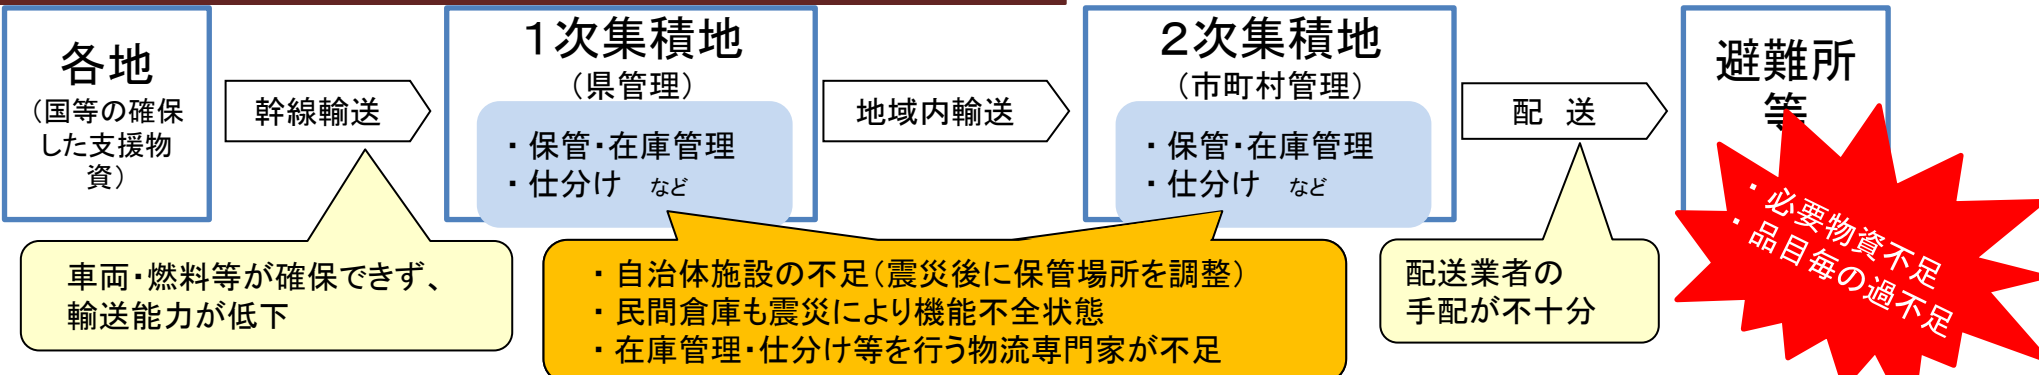 各地
（国等の確保
した支援物
資）
幹線輸送
１次集積地
（県管理）
・保管・在庫管理
・仕分け　など
地域内輸送
２次集積地
（市町村管理）
・保管・在庫管理
・仕分け　など
配　送
避難所
等
車両・燃料等が確保できず、
輸送能力が低下
・自治体施設の不足（震災後に保管場所を調整）
・民間倉庫も震災により機能不全状態
・在庫管理・仕分け等を行う物流専門家が不足
配送業者の
手配が不十分
・必要物資不足
・品目毎の過不足